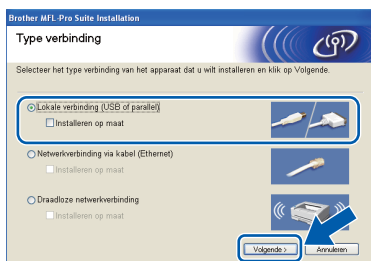 Brother MFL-Pro Suite Installation
Type verbinding
Selecteer het type verbinding van het apparaat dat u wilt installeren en klik op Volgende.
Lokale verbinding (USB of parallel)
Installeren op maat
Netwerkverbinding via kabel (Ethernet)
Installeren op maat
Draadloze netwerkverbinding
Installeren op maat
Volgende >
Annuleren